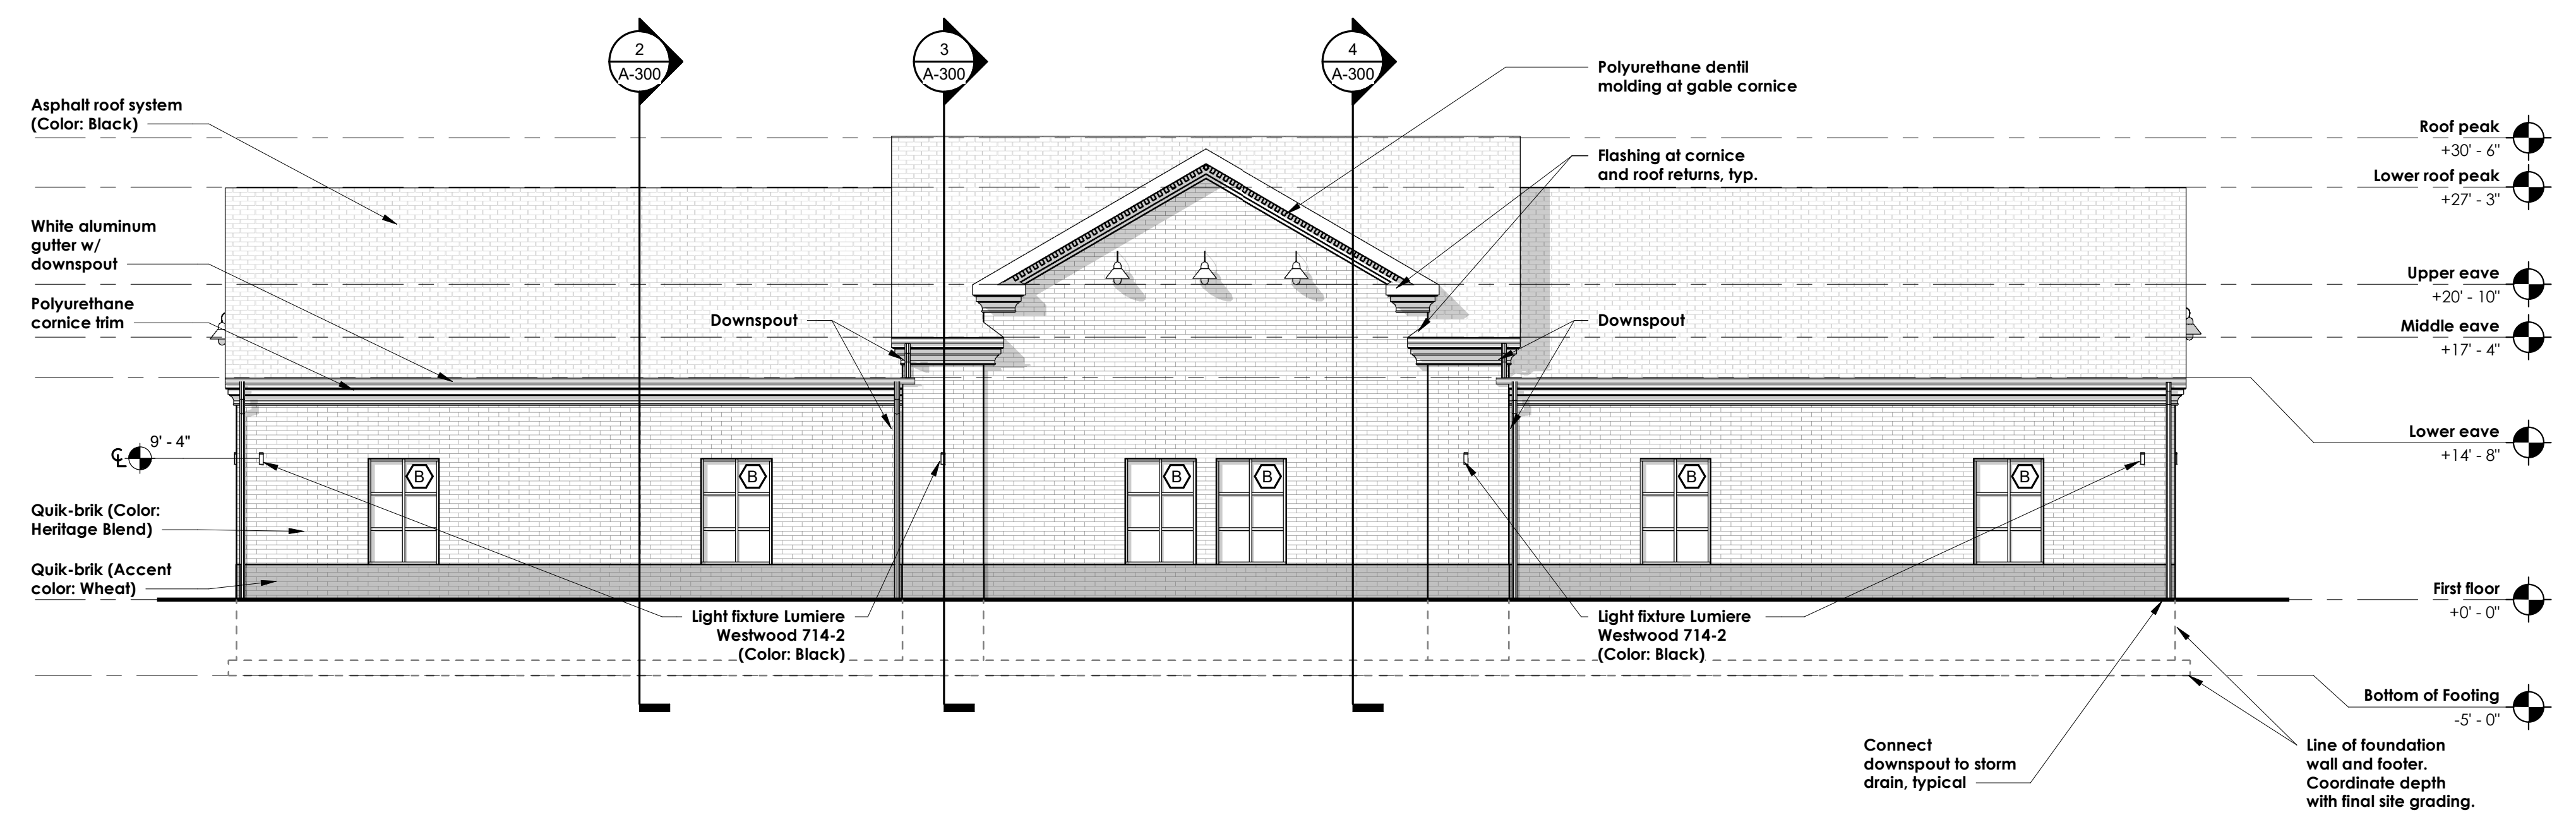 2
A-300
3
A-300
4
A-300
Polyurethane dentil
molding at gable cornice
Asphalt roof system
(Color: Black)
Roof peak
+30' - 6"
Flashing at cornice
and roof returns, typ.
Lower roof peak
+27' - 3"
White aluminum
gutter w/
downspout
Upper eave
+20' - 10"
Polyurethane
cornice trim
Downspout
Downspout
Middle eave
+17' - 4"
Lower eave
+14' - 8"
CL 9' - 4"
B
B
B
B
B
B
Quik-brik (Color:
Heritage Blend)
Quik-brik (Accent
color: Wheat)
First floor
+0' - 0"
Light fixture Lumiere
Westwood 714-2
(Color: Black)
Light fixture Lumiere
Westwood 714-2
(Color: Black)
Bottom of Footing
-5' - 0"
Connect
downspout to storm
drain, typical
Line of foundation
wall and footer.
Coordinate depth
with final site grading.